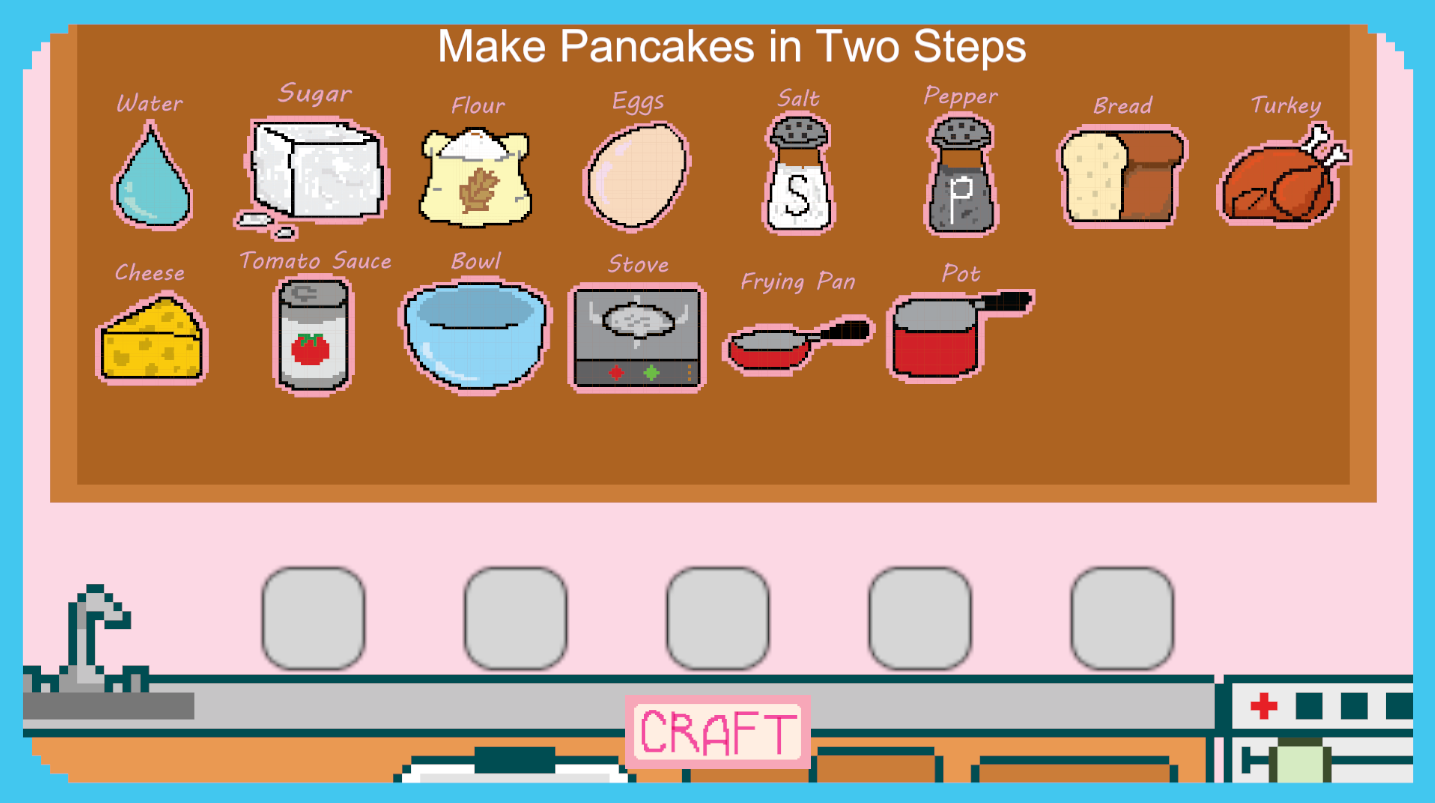 Make Pancakes in Two Steps
Water
Sugar
Flour
Eggs
Salt
Pepper
Bread
Turkey
S
P
Cheese
Tomato Sauce
Bowl
Stove
Frying Pan
Pot
CRAFT